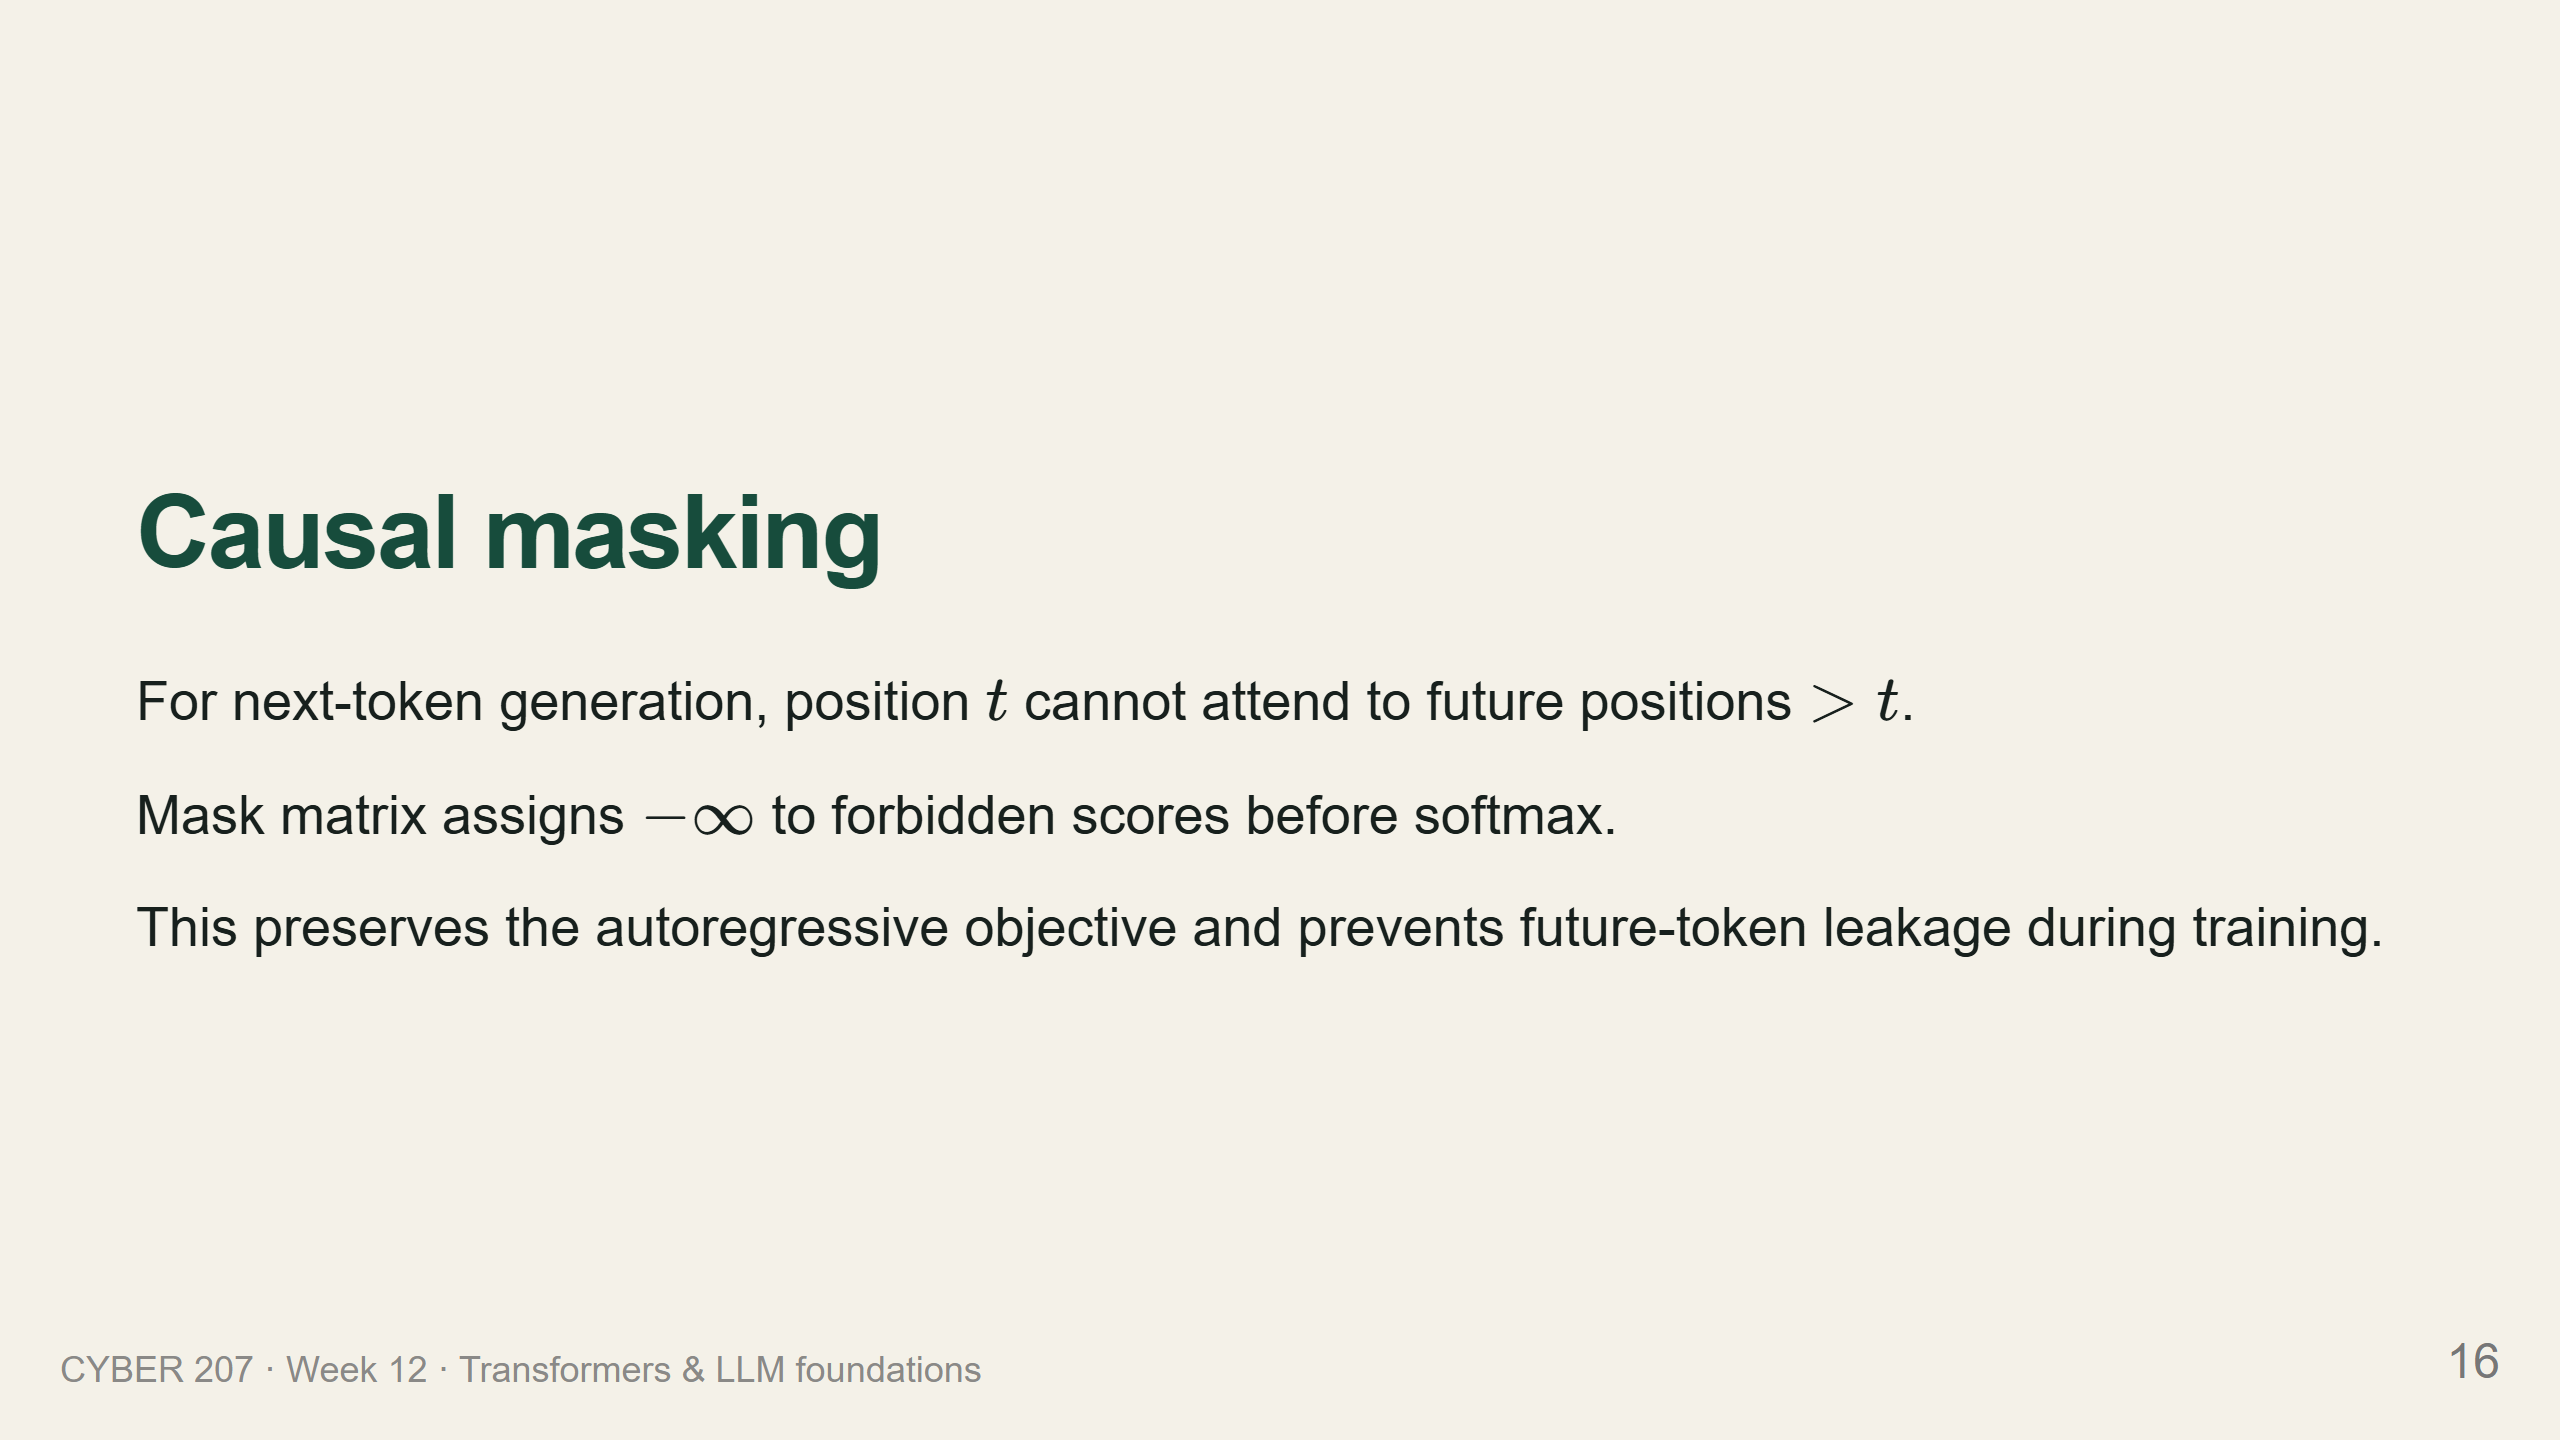 Causal masking
For next-token generation, position t cannot attend to future positions > t.
Mask matrix assigns −∞ to forbidden scores before softmax.
This preserves the autoregressive objective and prevents future-token leakage during training.
CYBER 207 · Week 12 · Transformers & LLM foundations
16